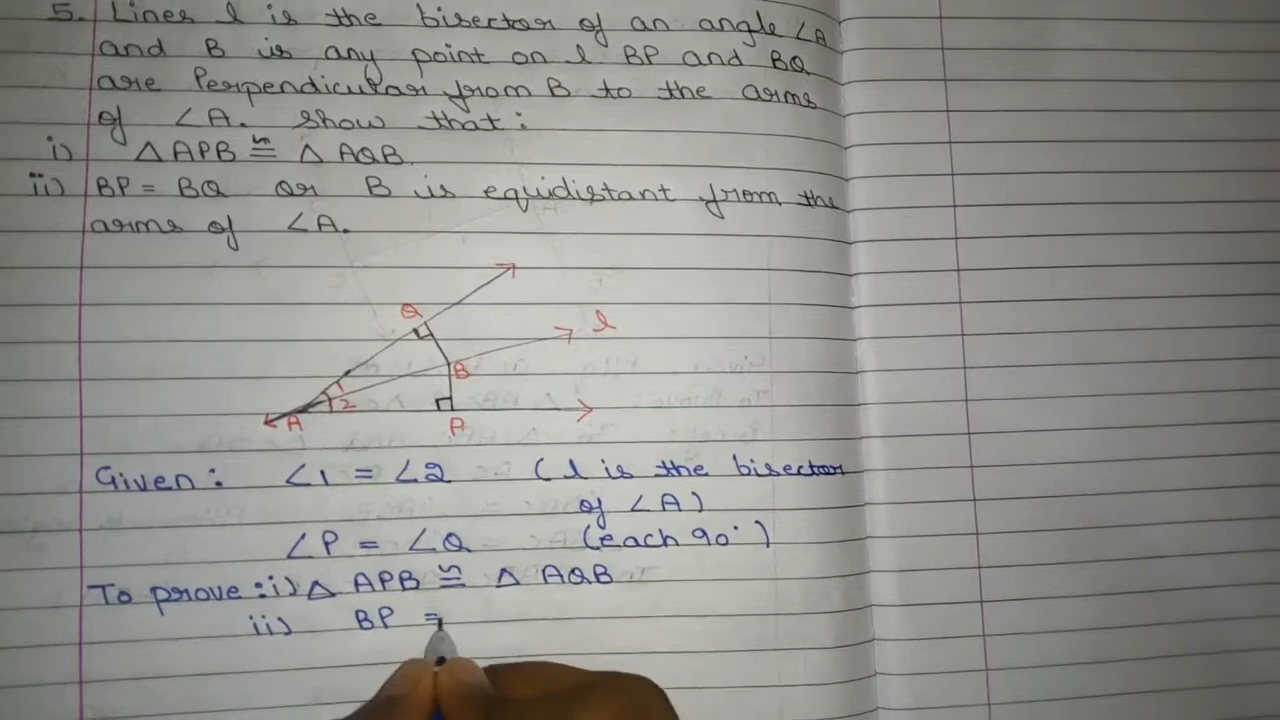 5. Lines l is the bisector of an angle ∠A
and B is any point on l BP and BQ
are Perpendicular from B to the arms
of ∠A. show that:
i) △ APB ≅ △ AQB.
ii) BP = BQ or B is equidistant from the
arms of ∠A.
Q
l
B
1
2
A
P
Given: ∠1 = ∠2 (l is the bisector
of ∠A)
∠P = ∠Q (each 90°)
To prove: i) △ APB ≅ △ AQB
ii) BP =